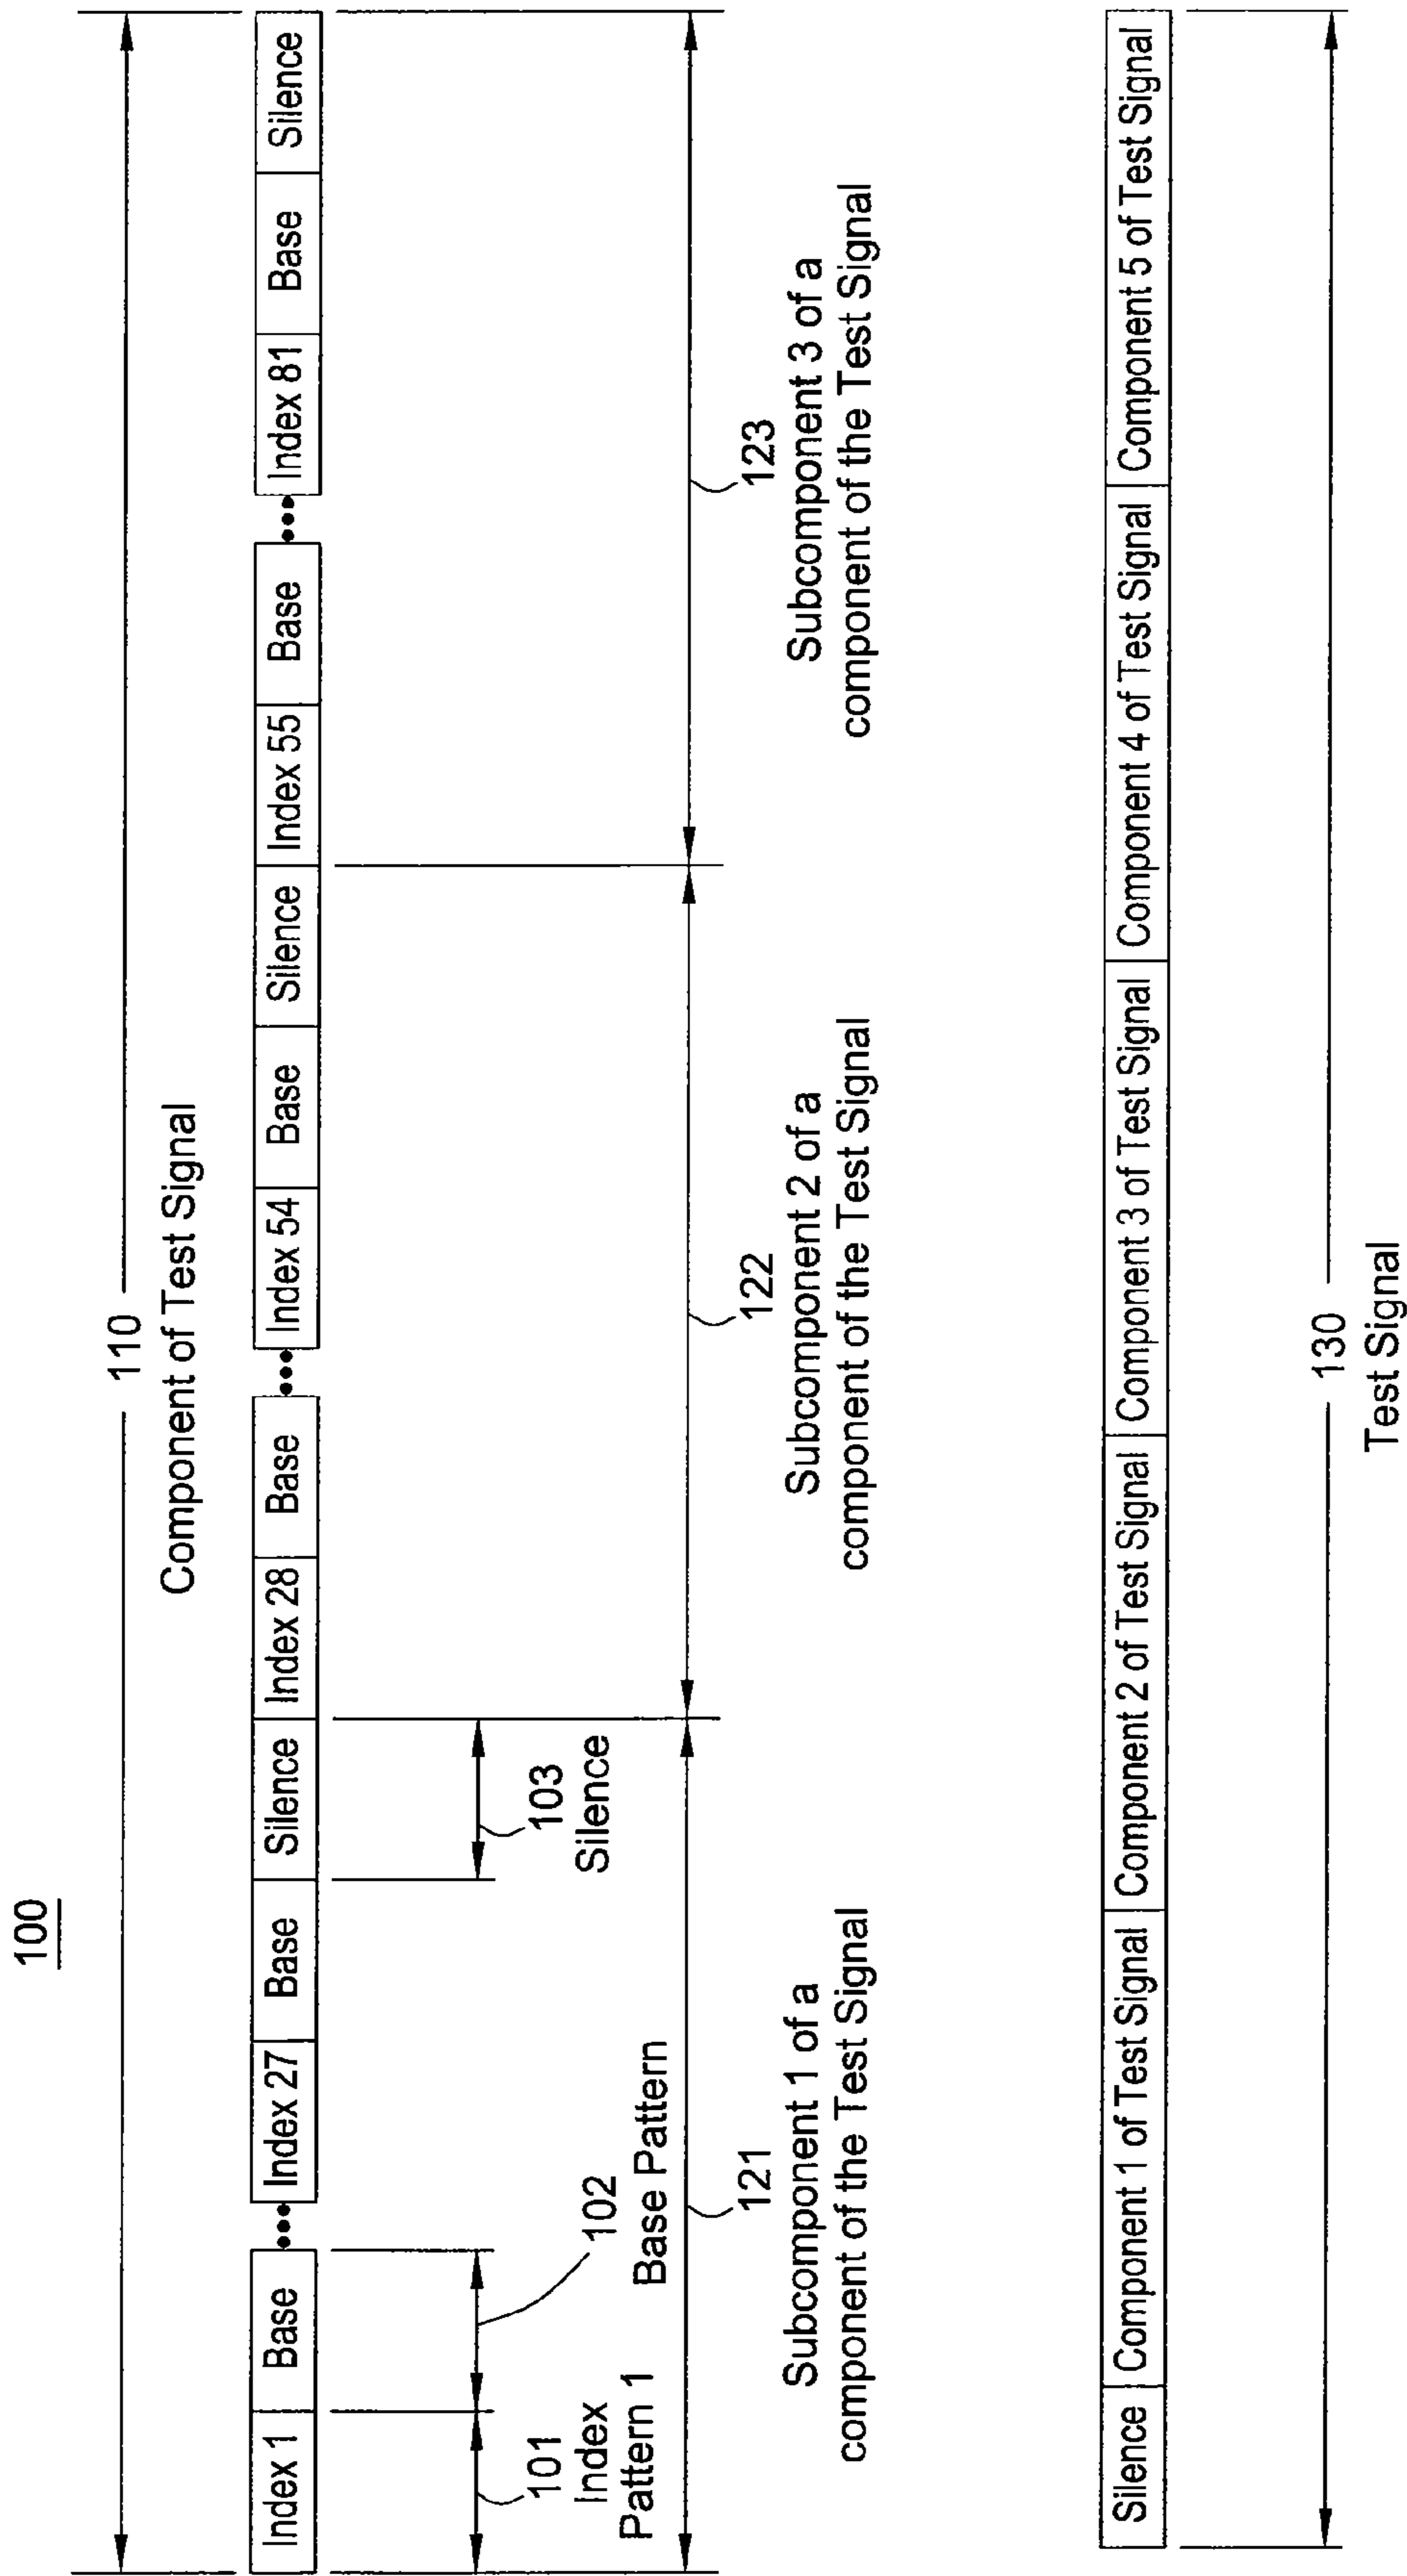 100
110
Component of Test Signal
Index 1 Base ••• Index 27 Base Silence Index 28 Base ••• Index 54 Base Silence Index 55 Base ••• Index 81 Base Silence
101
Index
Pattern 1
102
Base Pattern
103
Silence
121
Subcomponent 1 of a
component of the Test Signal
122
Subcomponent 2 of a
component of the Test Signal
123
Subcomponent 3 of a
component of the Test Signal
Silence Component 1 of Test Signal Component 2 of Test Signal Component 3 of Test Signal Component 4 of Test Signal Component 5 of Test Signal
130
Test Signal